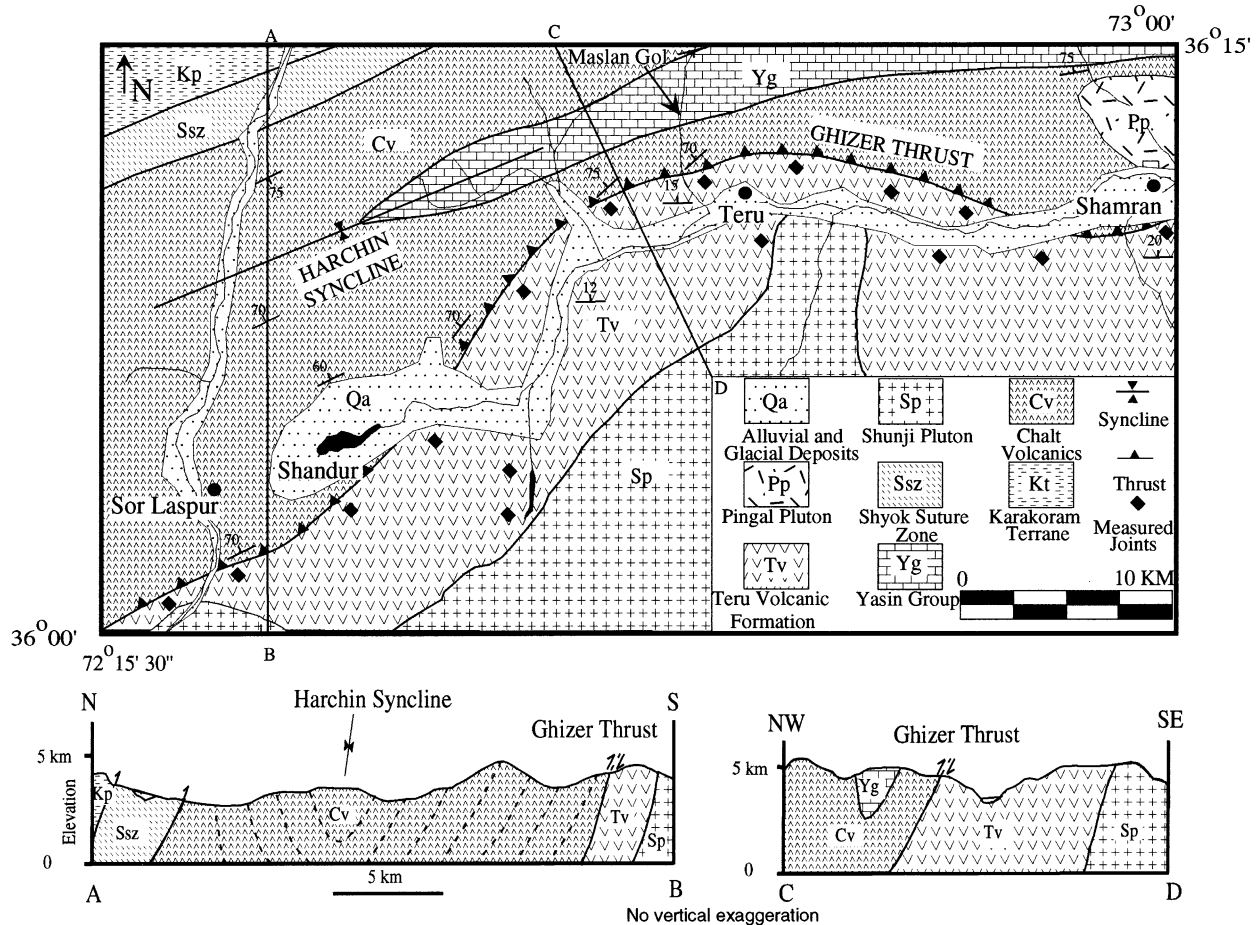 73°00'
36°15'
A
C
Maslan Gol
N
Kp
Ssz
Cv
Yg
75
Pp
GHIZER THRUST
70
75
15
75
Teru
Shamran
20
HARCHIN
SYNCLINE
70
12
70
Tv
60
Qa
Shandur
Sp
Sor Laspur
70
36°00'
72°15' 30"
B
D
Qa
Alluvial and
Glacial Deposits
Sp
Shunji Pluton
Cv
Chalt
Volcanics
Syncline
Pp
Pingal Pluton
Ssz
Shyok Suture
Zone
Kt
Karakoram
Terrane
Thrust
Measured
Joints
Tv
Teru Volcanic
Formation
Yg
Yasin Group
0 10 KM
N
Harchin Syncline
S
Ghizer Thrust
5 km
Elevation
0
Kp
Ssz
Cv
Tv
Sp
A
5 km
B
NW
Ghizer Thrust
SE
5 km
0
Yg
Cv
Tv
Sp
C
D
No vertical exaggeration